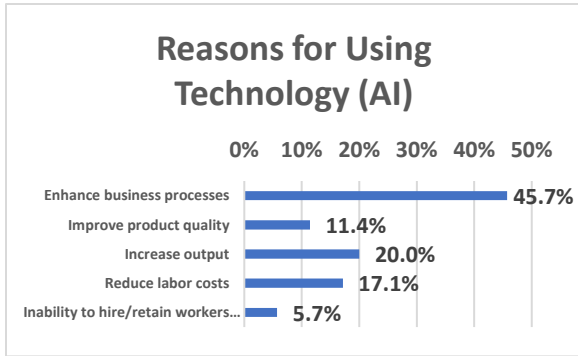 Reasons for Using
Technology (AI)
0% 10% 20% 30% 40% 50%
Enhance business processes 45.7%
Improve product quality 11.4%
Increase output 20.0%
Reduce labor costs 17.1%
Inability to hire/retain workers... 5.7%